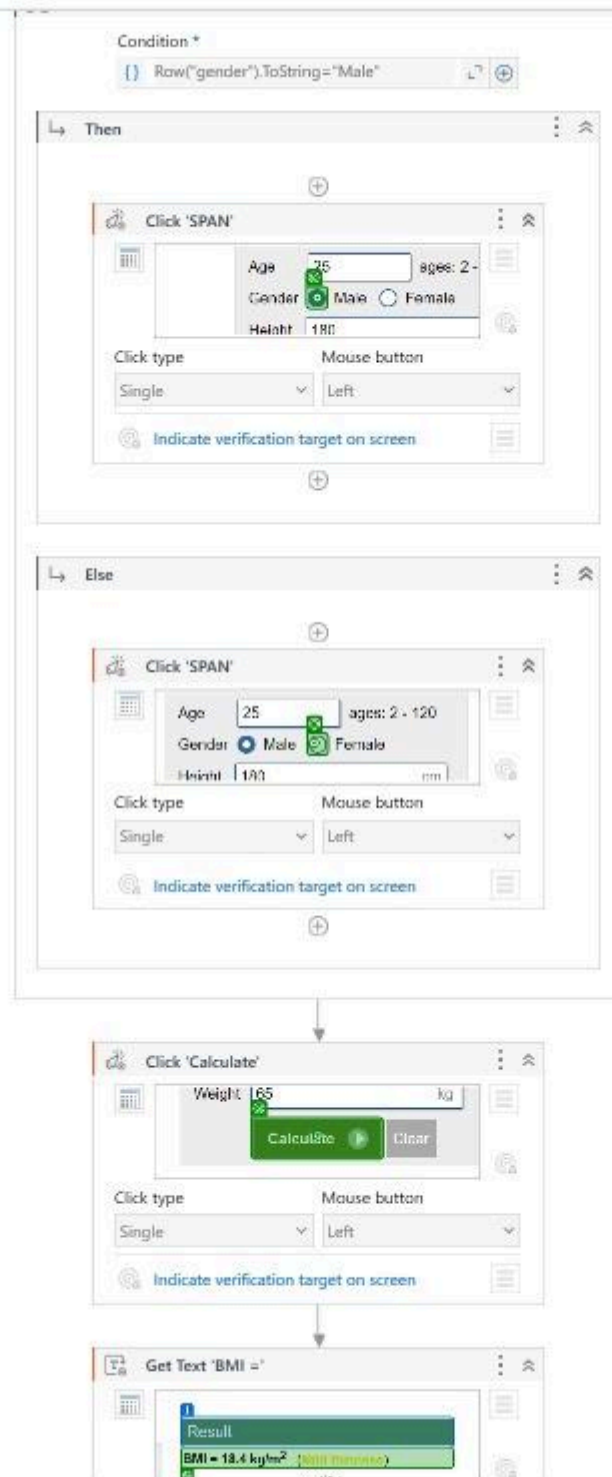 Condition *
Row("gender").ToString="Male"
Then
Click 'SPAN'
Age 25 ages: 2 -
Gender Male Female
Height 180
Click type Mouse button
Single Left
Indicate verification target on screen
Else
Click 'SPAN'
Age 25 ages: 2 - 120
Gender Male Female
Height 180 cm
Click type Mouse button
Single Left
Indicate verification target on screen
Click 'Calculate'
Weight 65 kg
Calculate Clear
Click type Mouse button
Single Left
Indicate verification target on screen
Get Text 'BMI ='
Result
BMI = 18.4 kg/m²